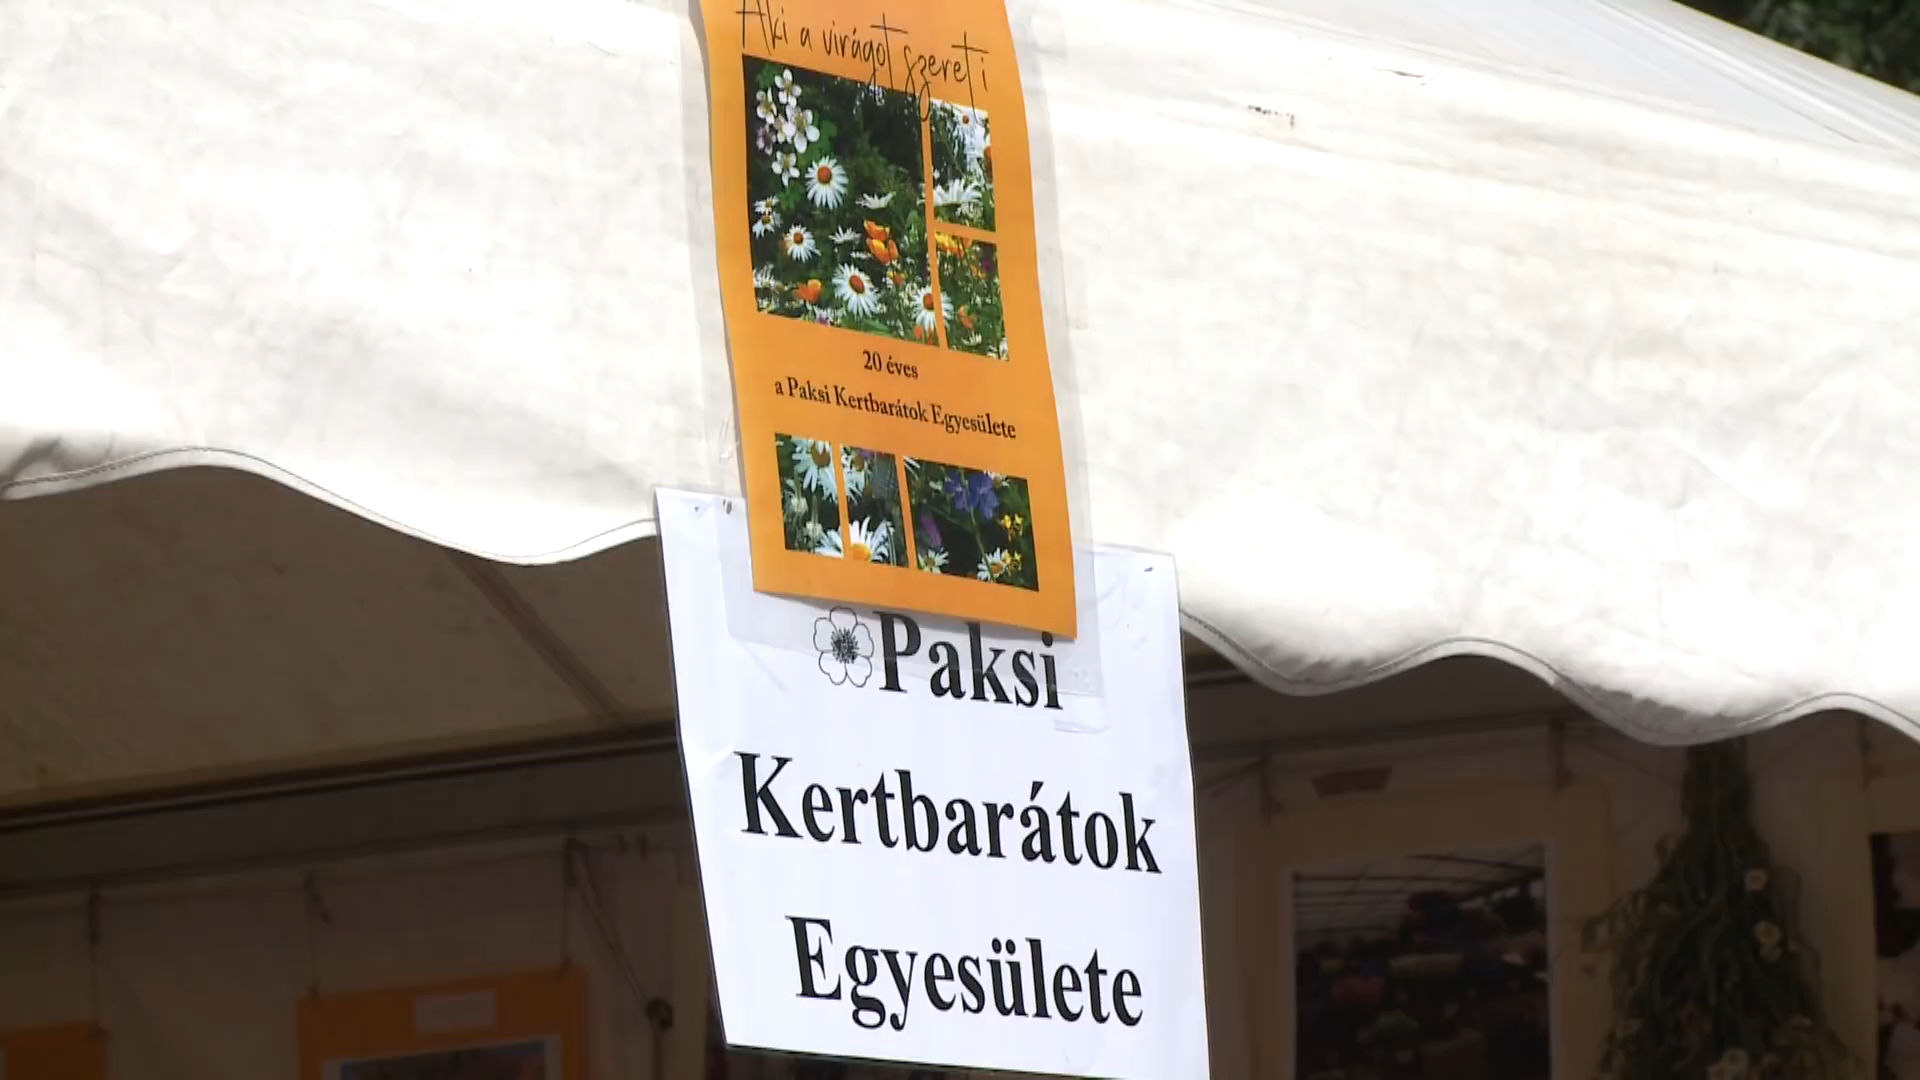 Aki a virágot szereti
20 éves
a Paksi Kertbarátok Egyesülete
Paksi
Kertbarátok
Egyesülete